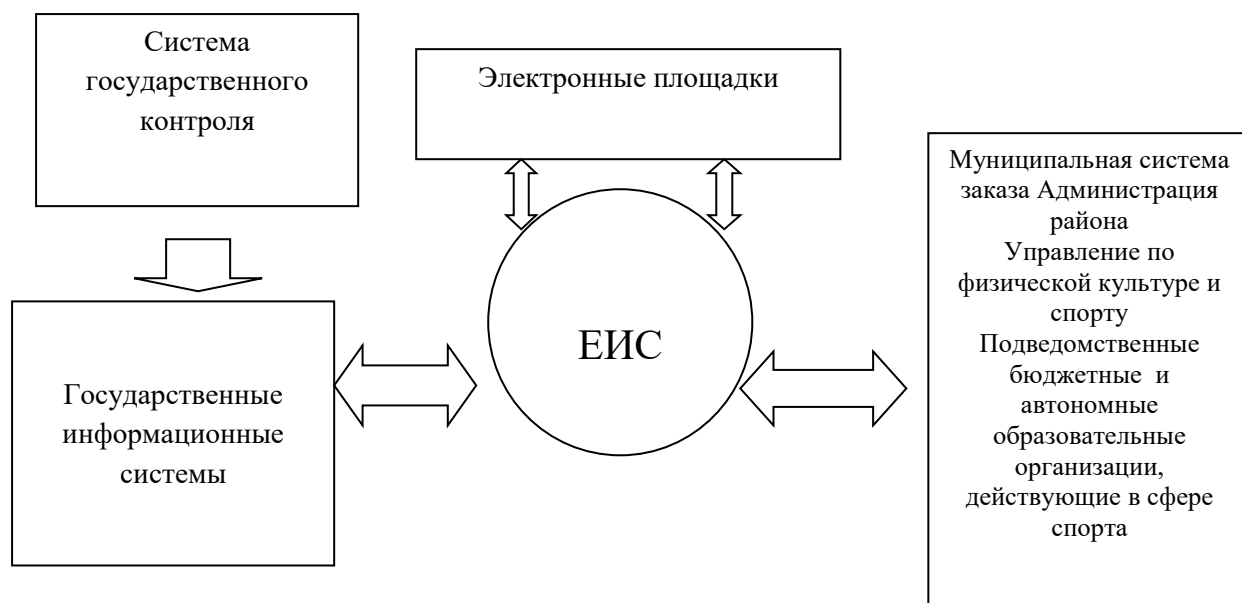 Система
государственного
контроля
Электронные площадки
Муниципальная система
заказа Администрация
района
Управление по
физической культуре и
спорту
Подведомственные
бюджетные и
автономные
образовательные
организации,
действующие в сфере
спорта
ЕИС
Государственные
информационные
системы